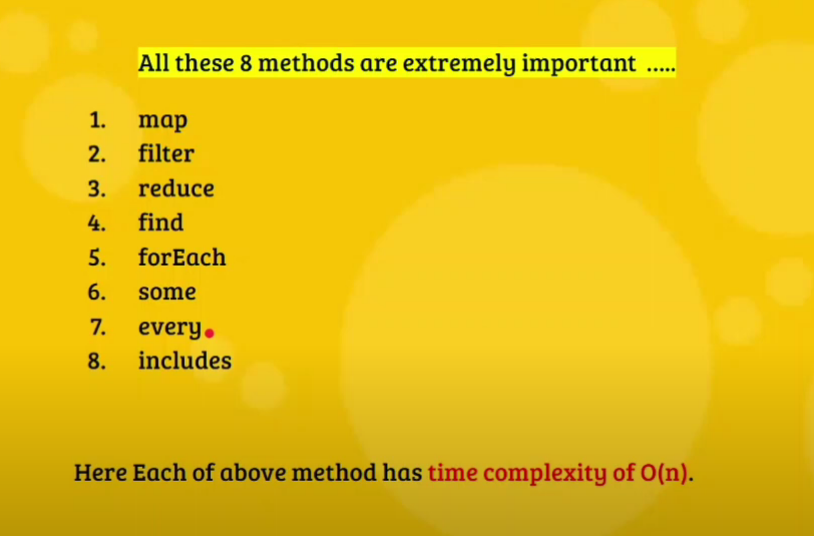 All these 8 methods are extremely important .....
1. map
2. filter
3. reduce
4. find
5. forEach
6. some
7. every
8. includes
Here Each of above method has time complexity of O(n).